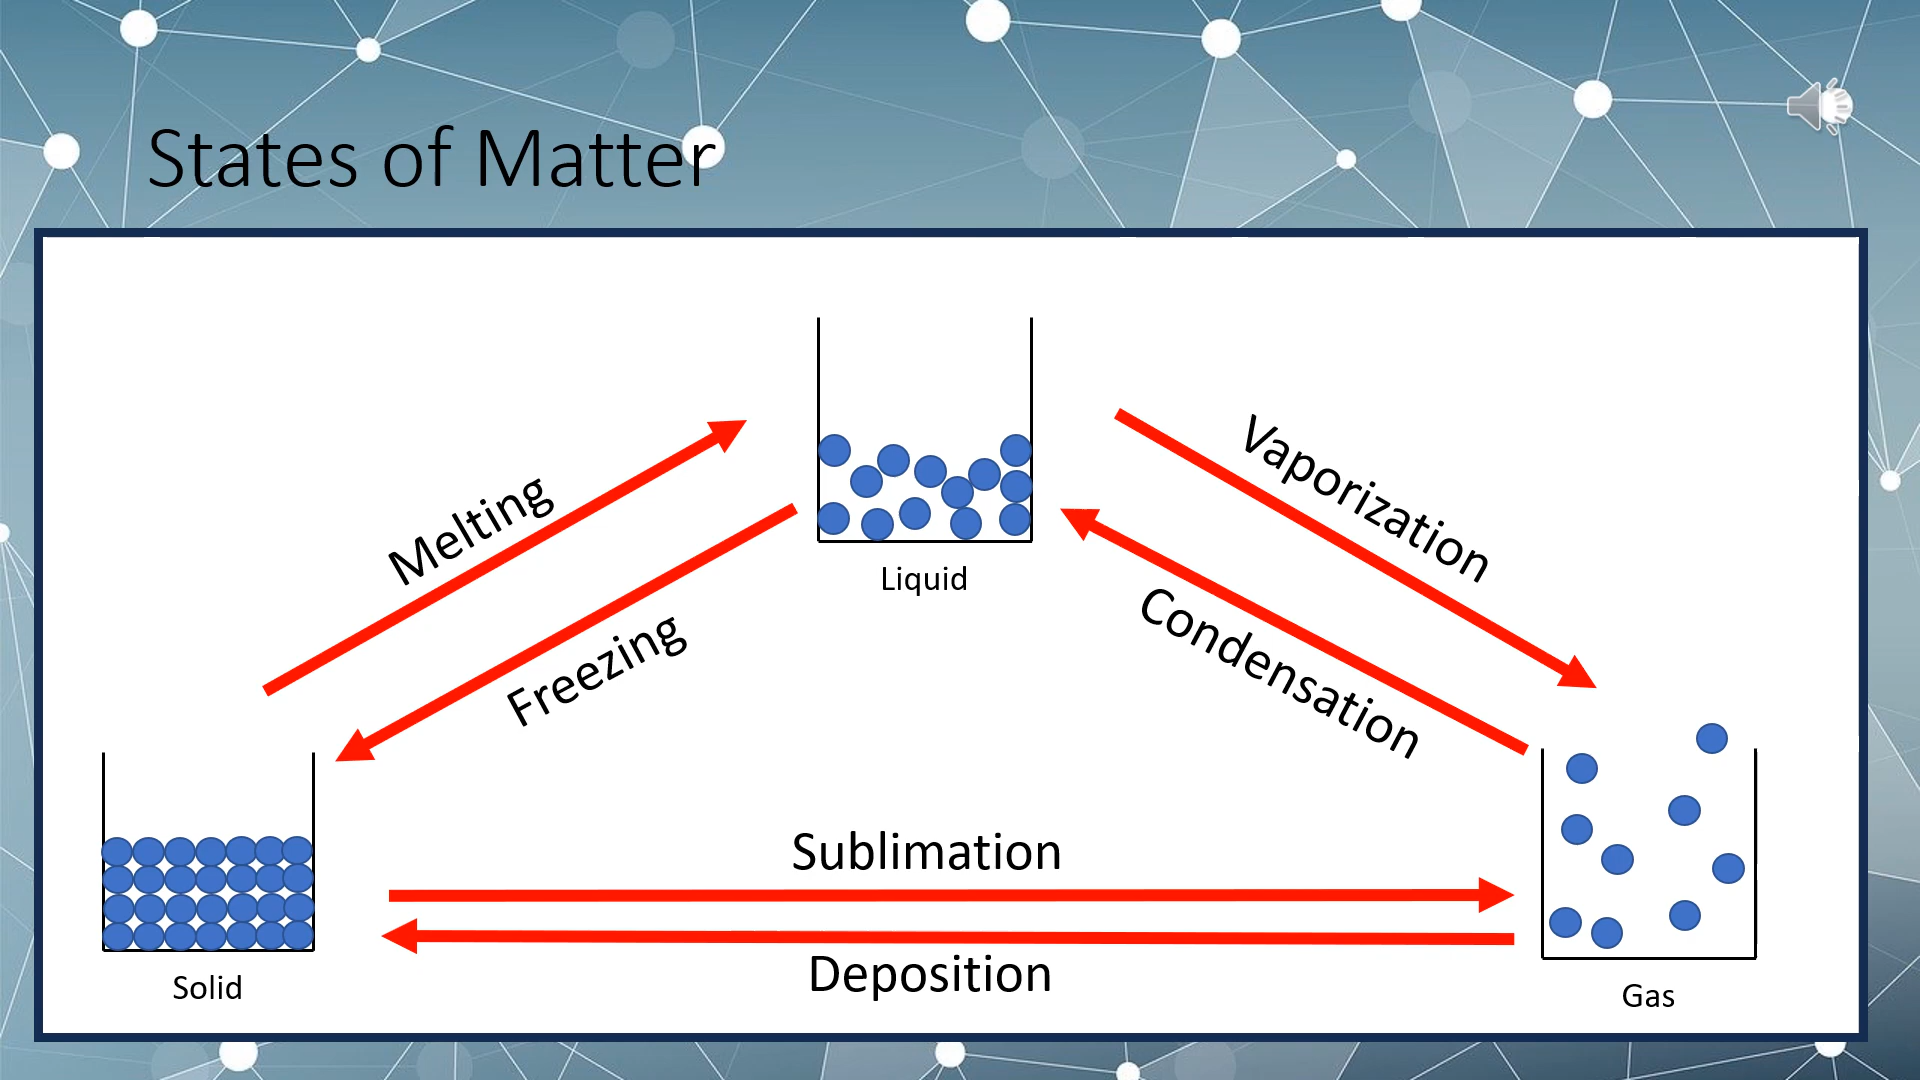 States of Matter
Melting
Freezing
Liquid
Vaporization
Condensation
Sublimation
Deposition
Solid
Gas